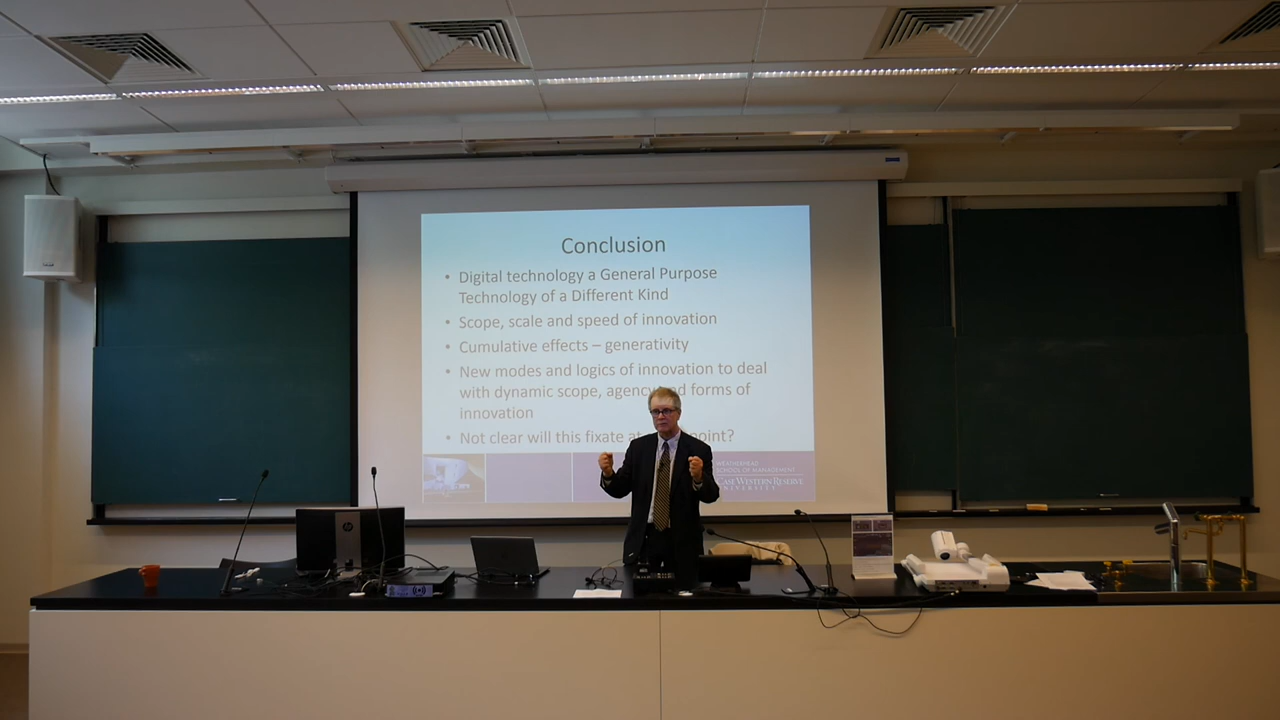 Conclusion
• Digital technology a General Purpose
Technology of a Different Kind
• Scope, scale and speed of innovation
• Cumulative effects – generativity
• New modes and logics of innovation to deal
with dynamic scope, agency and forms of
innovation
• Not clear will this fixate at point?
WEATHERHEAD
SCHOOL OF MANAGEMENT
CASE WESTERN RESERVE
UNIVERSITY
hp